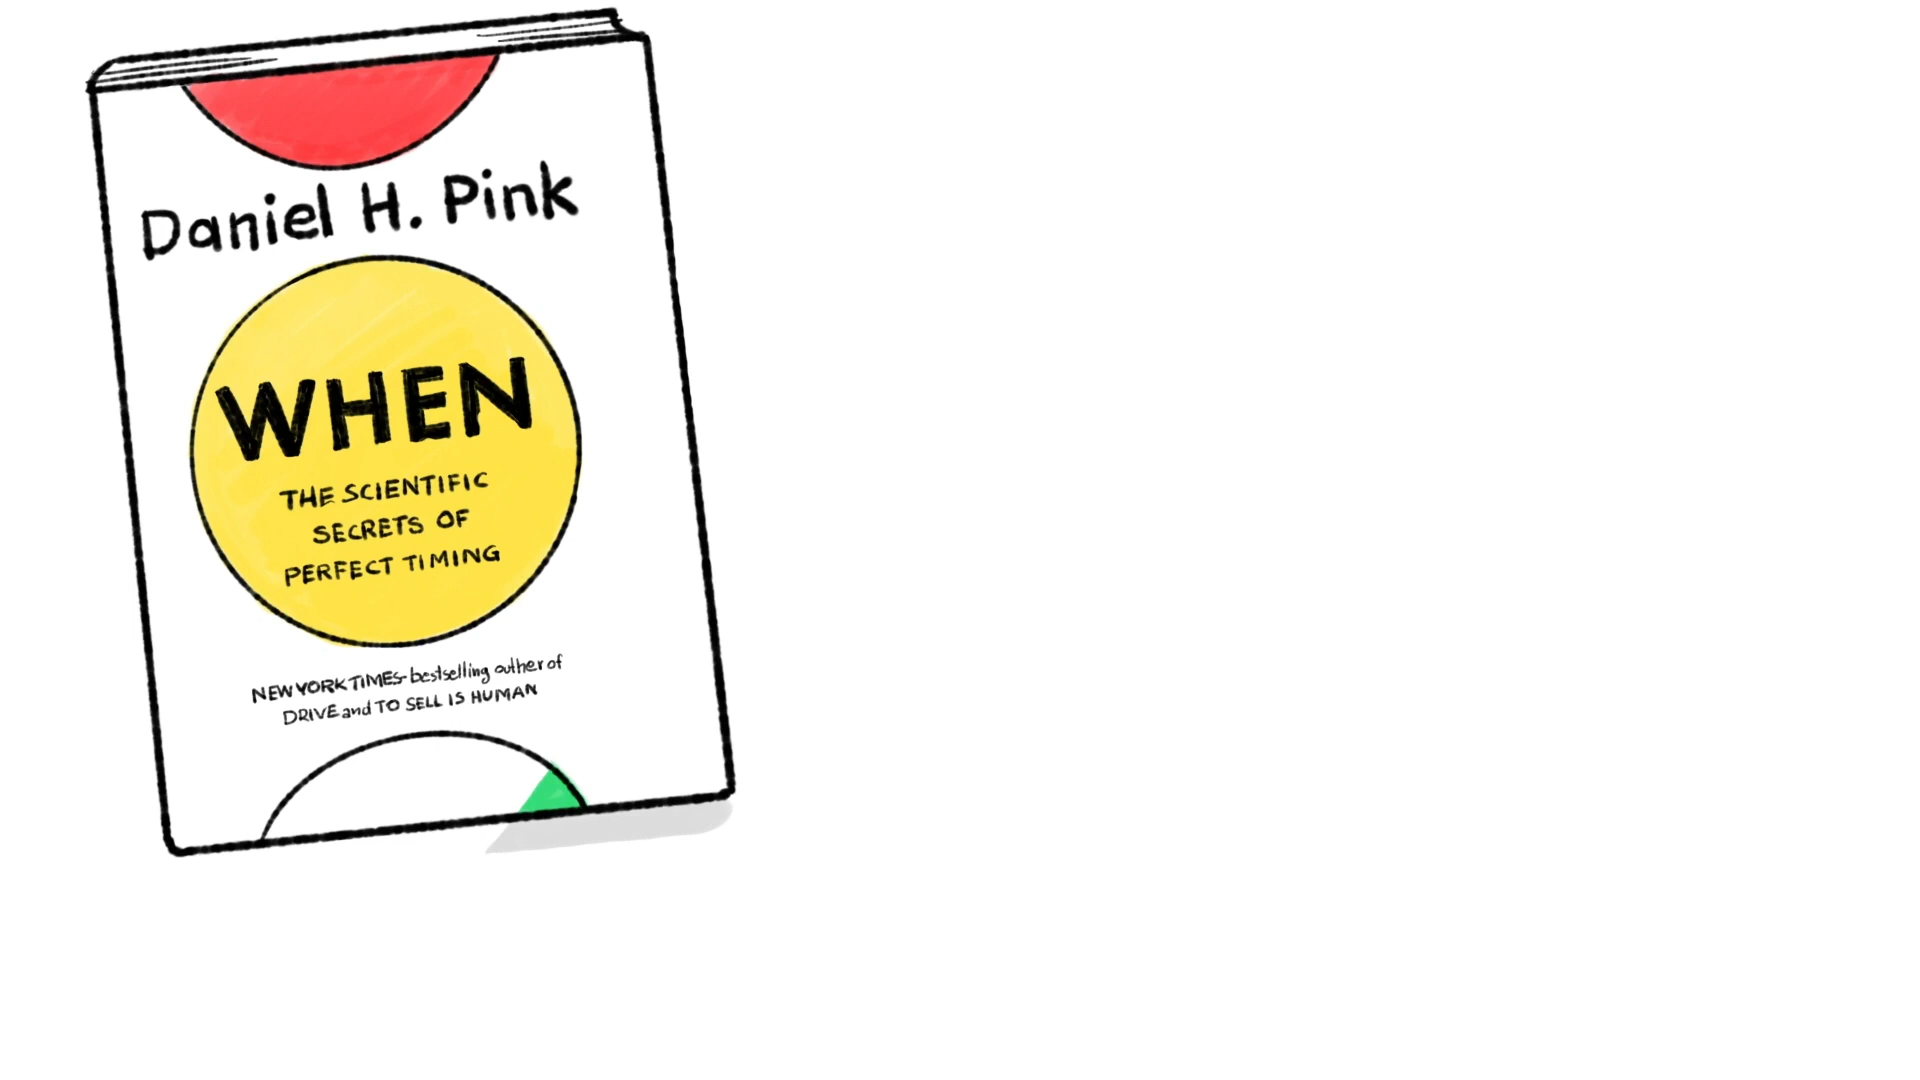 Daniel H. Pink
WHEN
THE SCIENTIFIC
SECRETS OF
PERFECT TIMING
NEW YORK TIMES-bestselling outher of
DRIVE and TO SELL IS HUMAN